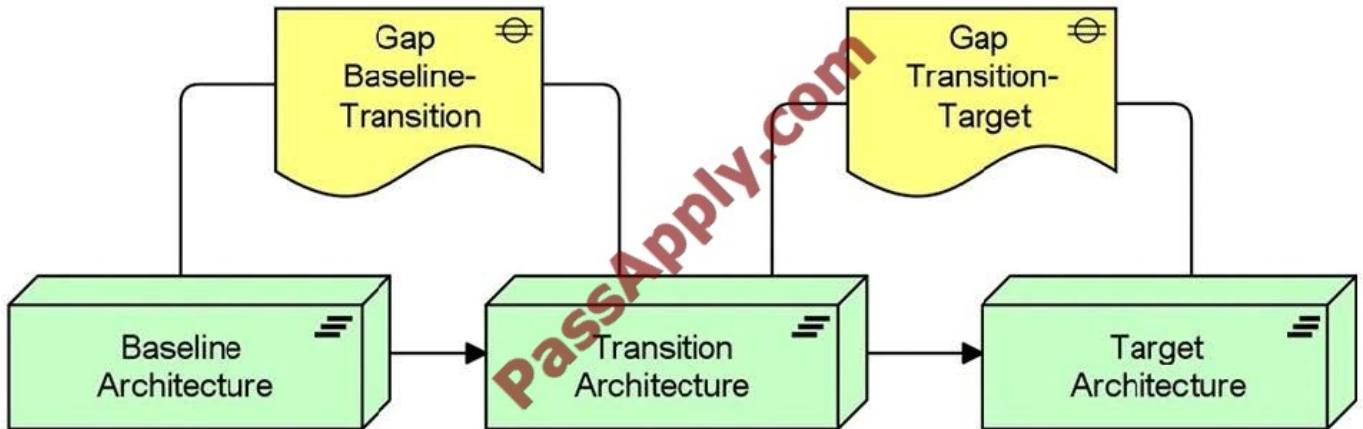 Gap
Baseline-
Transition
Gap
Transition-
Target
PassApply.com
Baseline
Architecture
Transition
Architecture
Target
Architecture